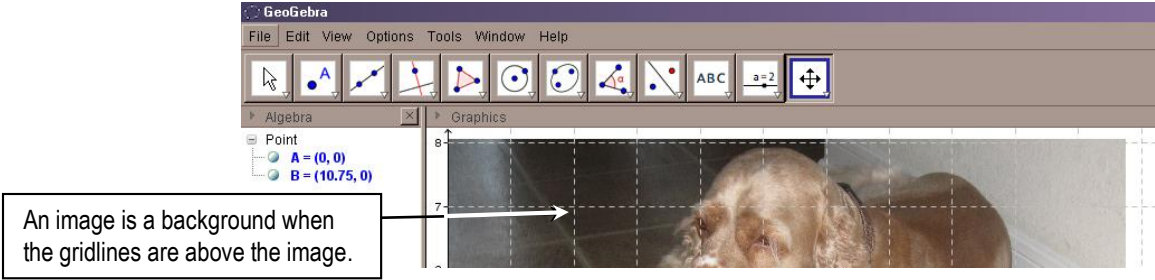 GeoGebra
File Edit View Options Tools Window Help
A α ABC a=2
Algebra × Graphics
Point
A = (0, 0)
B = (10.75, 0)
8
7
An image is a background when
the gridlines are above the image.